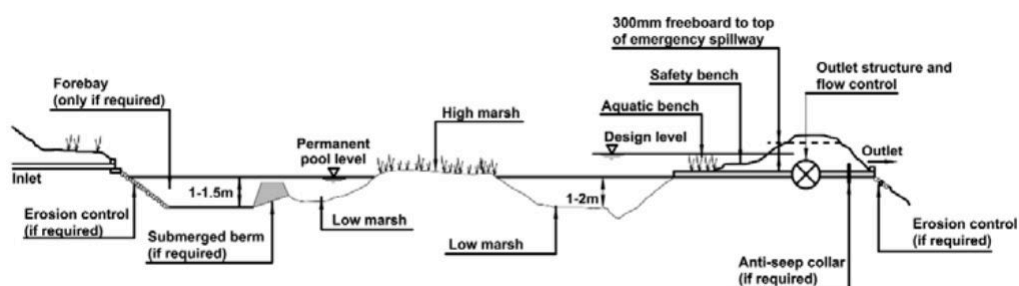 300mm freeboard to top
of emergency spillway
Safety bench
Outlet structure and
flow control
Forebay
(only if required)
High marsh
Aquatic bench
Permanent
pool level
Design level
Outlet
Inlet
1-1.5m
1-2m
Erosion control
(if required)
Submerged berm
(if required)
Low marsh
Low marsh
Erosion control
(if required)
Anti-seep collar
(if required)